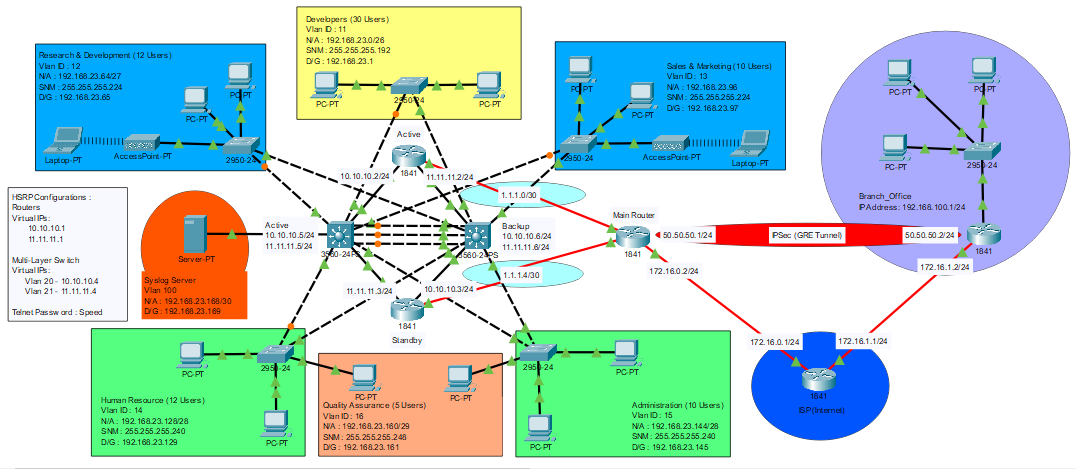 Developers (30 Users)
Vlan ID : 11
N/A : 192.168.23.0/26
SNM : 255.255.255.192
D/G : 192.168.23.1
PC-PT
2950-24
PC-PT
Research & Development (12 Users)
Vlan ID : 12
N/A : 192.168.23.64/27
SNM : 255.255.255.224
D/G : 192.168.23.65
PC-PT
PC-PT
Laptop-PT
AccessPoint-PT
2950-24
Sales & Marketing (10 Users)
Vlan ID : 13
N/A : 192.168.23.96
SNM : 255.255.255.224
D/G : 192.168.23.97
PC-PT
PC-PT
2950-24
AccessPoint-PT
Laptop-PT
PC-PT
PC-PT
PC-PT
2950-24
Branch_Office
IP Address : 192.168.100.1/24
1841
Active
1841
10.10.10.2/24
11.11.11.2/24
1.1.1.0/30
HSRP Configurations :
Routers
Virtual IPs:
10.10.10.1
11.11.11.1
Multi-Layer Switch
Virtual IPs:
Vlan 20 - 10.10.10.4
Vlan 21 - 11.11.11.4
Telnet Password : Speed
Server-PT
Syslog Server
Vlan 100
N/A : 192.168.23.168/30
D/G : 192.168.23.169
Active
10.10.10.5/24
11.11.11.5/24
3560-24PS
Backup
10.10.10.6/24
11.11.11.6/24
3560-24PS
Main Router
1841
50.50.50.1/24
IPSec (GRE Tunnel)
50.50.50.2/24
172.16.0.2/24
172.16.1.2/24
1.1.1.4/30
11.11.11.3/24
10.10.10.3/24
1841
Standby
172.16.0.1/24
172.16.1.1/24
1841
ISP(Internet)
PC-PT
2950-24
PC-PT
Human Resource (12 Users)
Vlan ID : 14
N/A : 192.168.23.128/28
SNM : 255.255.255.240
D/G : 192.168.23.129
PC-PT
PC-PT
Quality Assurance (5 Users)
Vlan ID : 16
N/A : 192.168.23.160/29
SNM : 255.255.255.248
D/G : 192.168.23.161
2950-24
PC-PT
PC-PT
Administration (10 Users)
Vlan ID : 15
N/A : 192.168.23.144/28
SNM : 255.255.255.240
D/G : 192.168.23.145